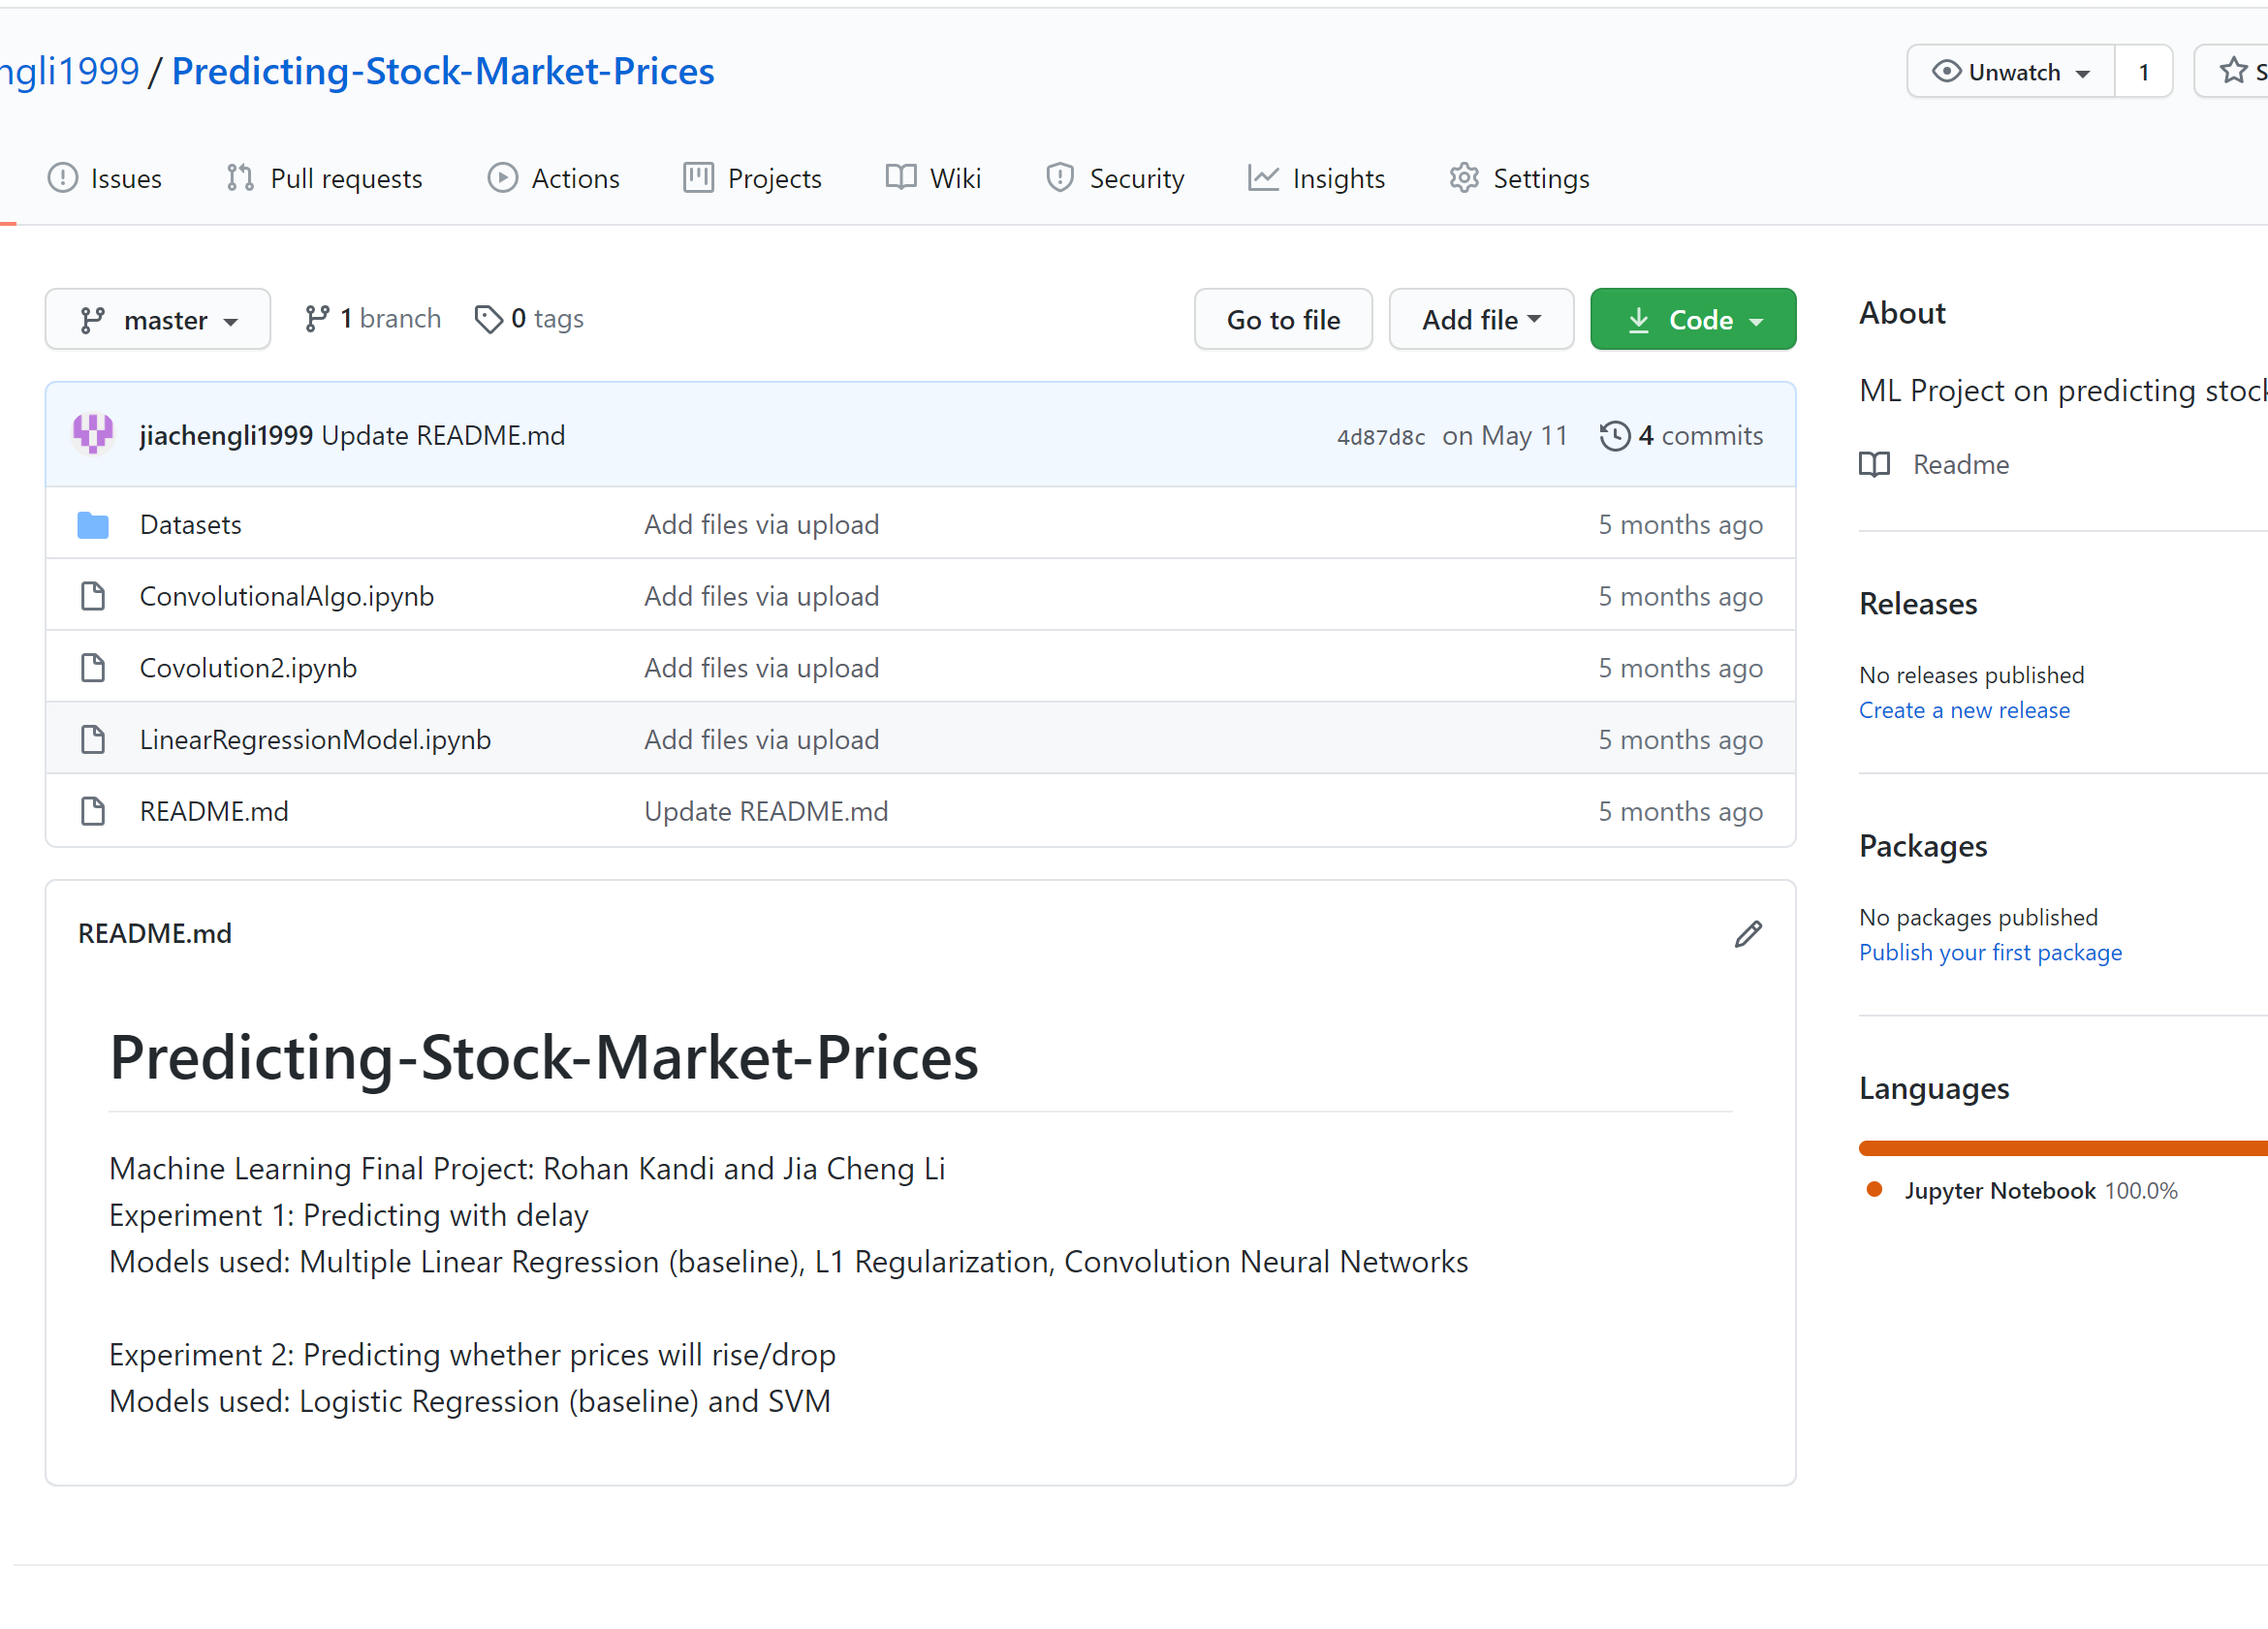 ngli1999 / Predicting-Stock-Market-Prices
Unwatch 1
Issues Pull requests Actions Projects Wiki Security Insights Settings
master 1 branch 0 tags Go to file Add file Code
jiachengli1999 Update README.md 4d87d8c on May 11 4 commits
Datasets Add files via upload 5 months ago
ConvolutionalAlgo.ipynb Add files via upload 5 months ago
Covolution2.ipynb Add files via upload 5 months ago
LinearRegressionModel.ipynb Add files via upload 5 months ago
README.md Update README.md 5 months ago
README.md
Predicting-Stock-Market-Prices
Machine Learning Final Project: Rohan Kandi and Jia Cheng Li
Experiment 1: Predicting with delay
Models used: Multiple Linear Regression (baseline), L1 Regularization, Convolution Neural Networks
Experiment 2: Predicting whether prices will rise/drop
Models used: Logistic Regression (baseline) and SVM
About
ML Project on predicting stock
Readme
Releases
No releases published
Create a new release
Packages
No packages published
Publish your first package
Languages
Jupyter Notebook 100.0%